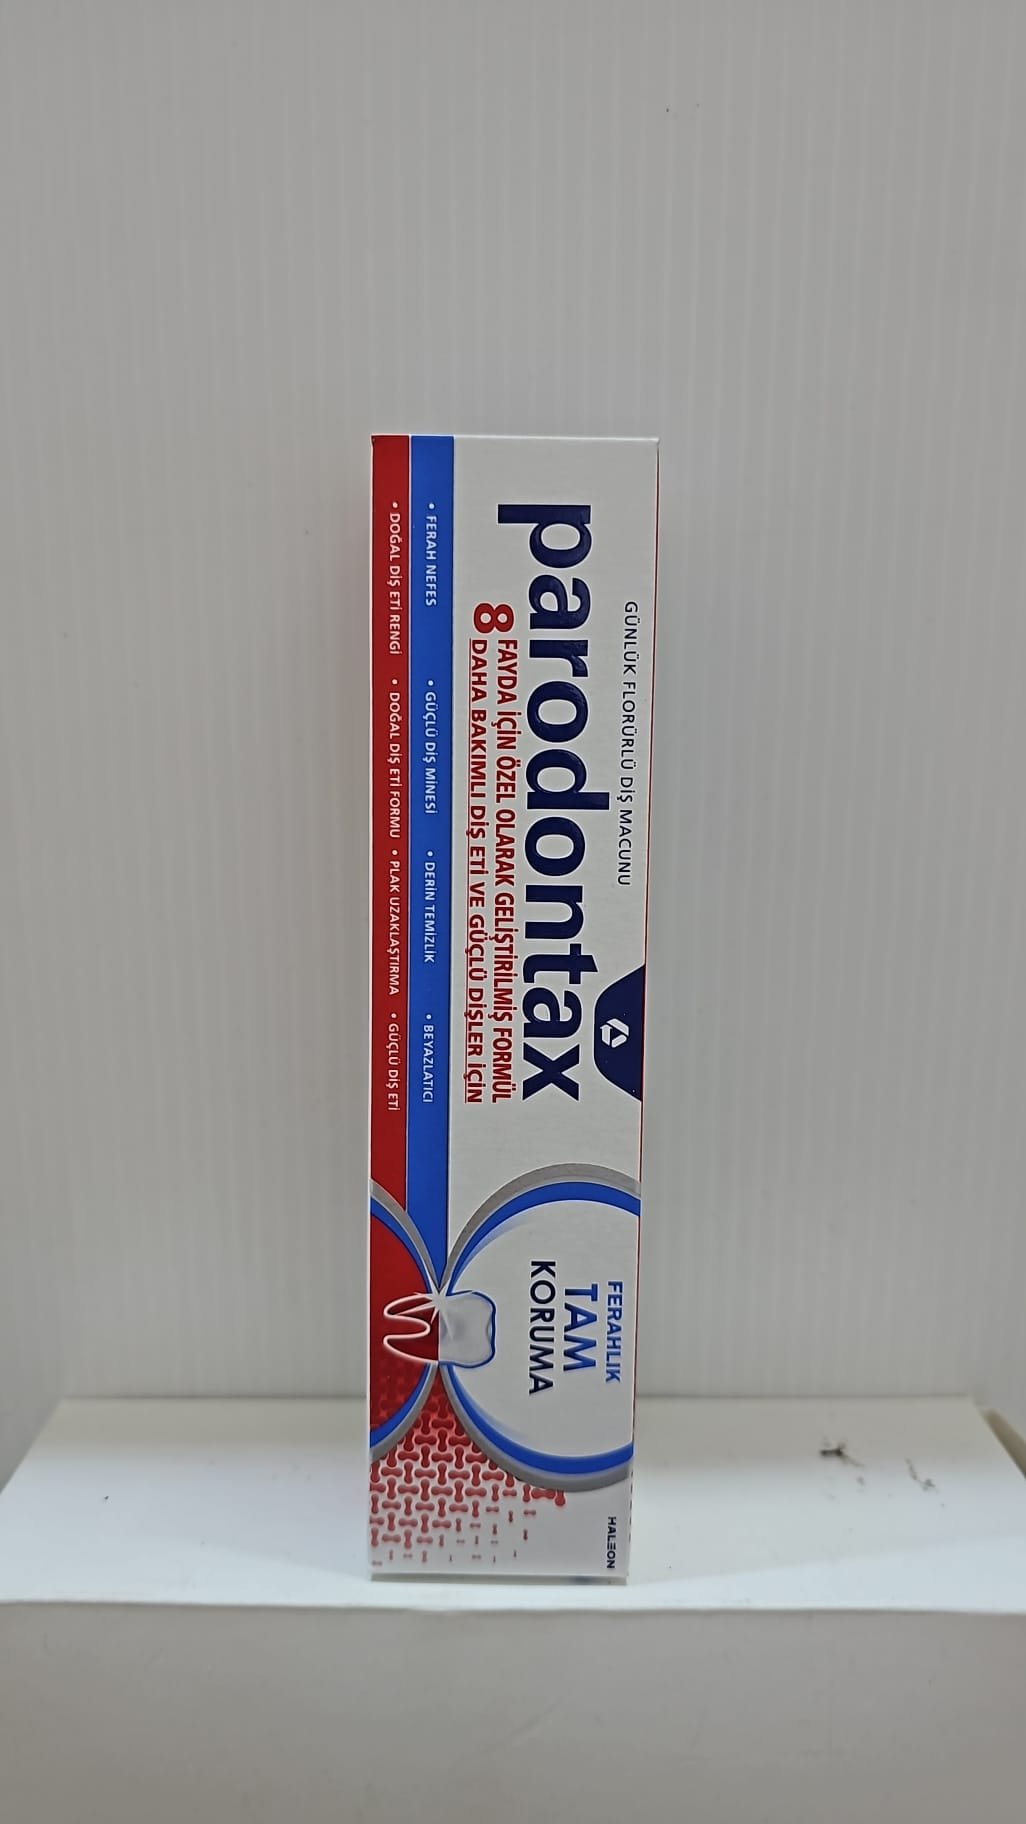 GÜNLÜK FLORÜRLÜ DİŞ MACUNU
parodontax
8 FAYDA İÇİN ÖZEL OLARAK GELİŞTİRİLMİŞ FORMÜL
DAHA BAKIMLI DİŞ ETİ VE GÜÇLÜ DİŞLER İÇİN
• FERAH NEFES • GÜÇLÜ DİŞ MİNESİ • DERİN TEMİZLİK • BEYAZLATICI
• DOĞAL DİŞ ETİ RENGİ • DOĞAL DİŞ ETİ FORMU • PLAK UZAKLAŞTIRMA • GÜÇLÜ DİŞ ETİ
FERAHLIK
TAM
KORUMA
HALEON